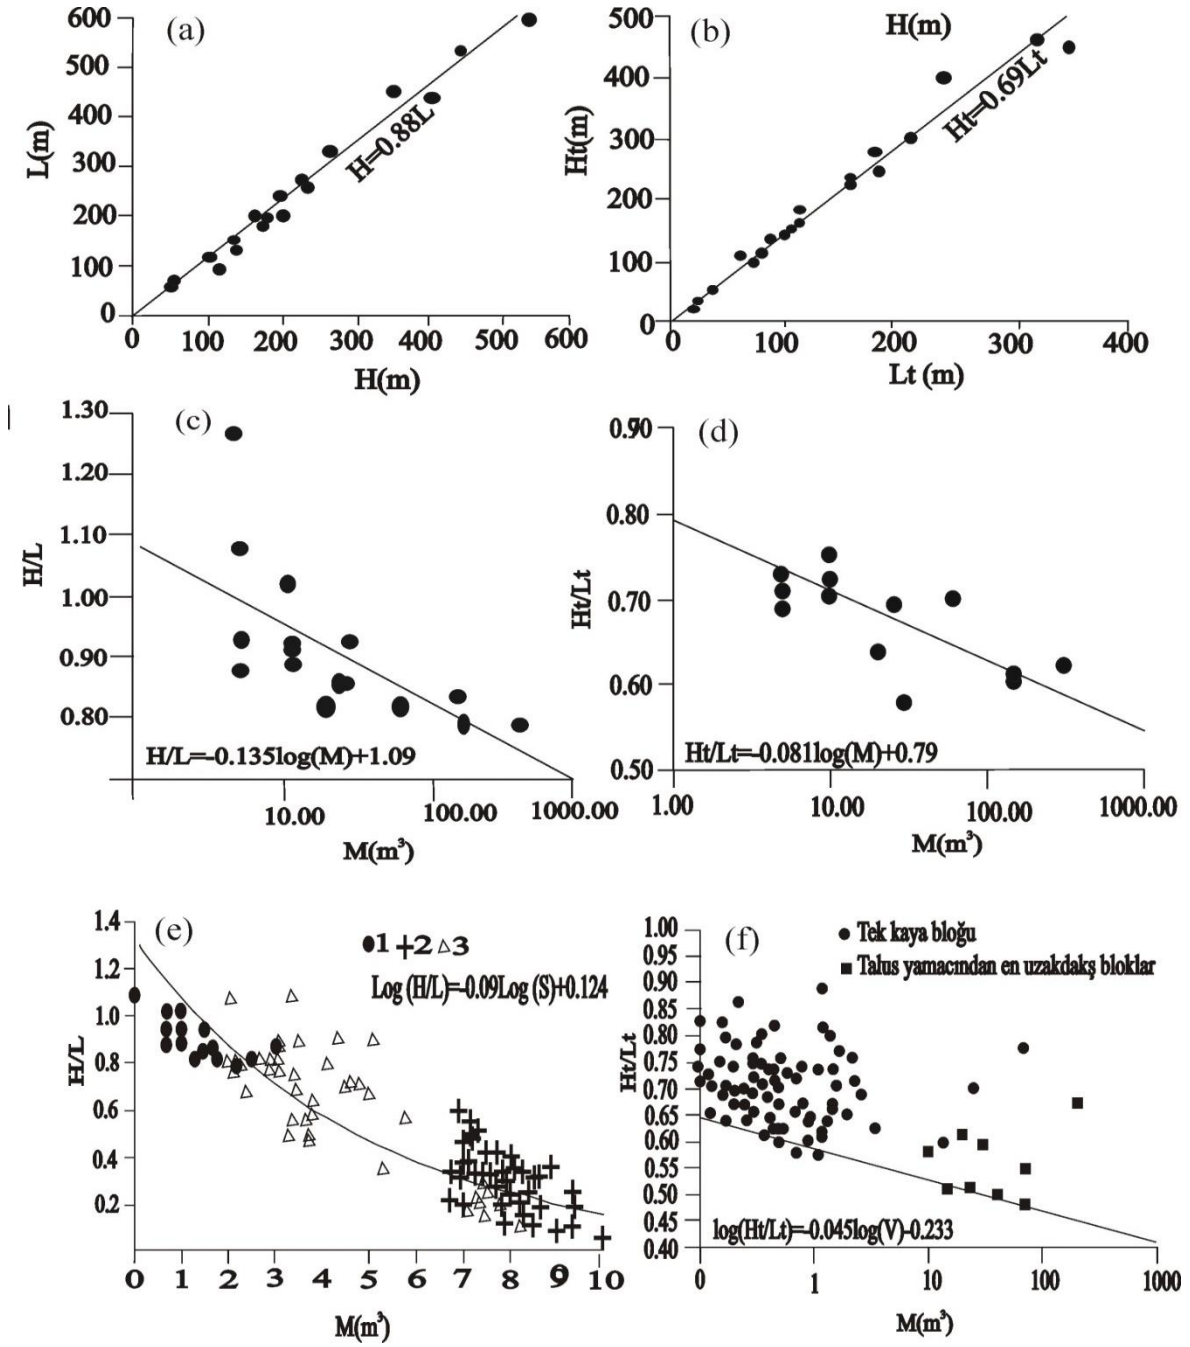 (a)
600
500
400
300
200
100
0
L(m)
H=0.88L
0 100 200 300 400 500 600
H(m)
(b)
H(m)
500
400
300
200
100
0
Ht(m)
Ht=0.69Lt
0 100 200 300 400
Lt (m)
(c)
1.30
1.20
1.10
1.00
0.90
0.80
H/L
H/L=-0.135log(M)+1.09
10.00 100.00 1000.00
M(m³)
(d)
0.90
0.80
0.70
0.60
0.50
Ht/Lt
Ht/Lt=-0.081log(M)+0.79
1.00 10.00 100.00 1000.00
M(m³)
(e)
1 2 3
Log (H/L)=-0.09Log (S)+0.124
1.4
1.2
1.0
0.8
0.6
0.4
0.2
H/L
0 1 2 3 4 5 6 7 8 9 10
M(m³)
(f)
Tek kaya bloğu
Talus yamacından en uzakdakş bloklar
1.00
0.95
0.90
0.85
0.80
0.75
0.70
0.65
0.60
0.55
0.50
0.45
0.40
Ht/Lt
log(Ht/Lt)=-0.045log(V)-0.233
0 1 10 100 1000
M(m³)